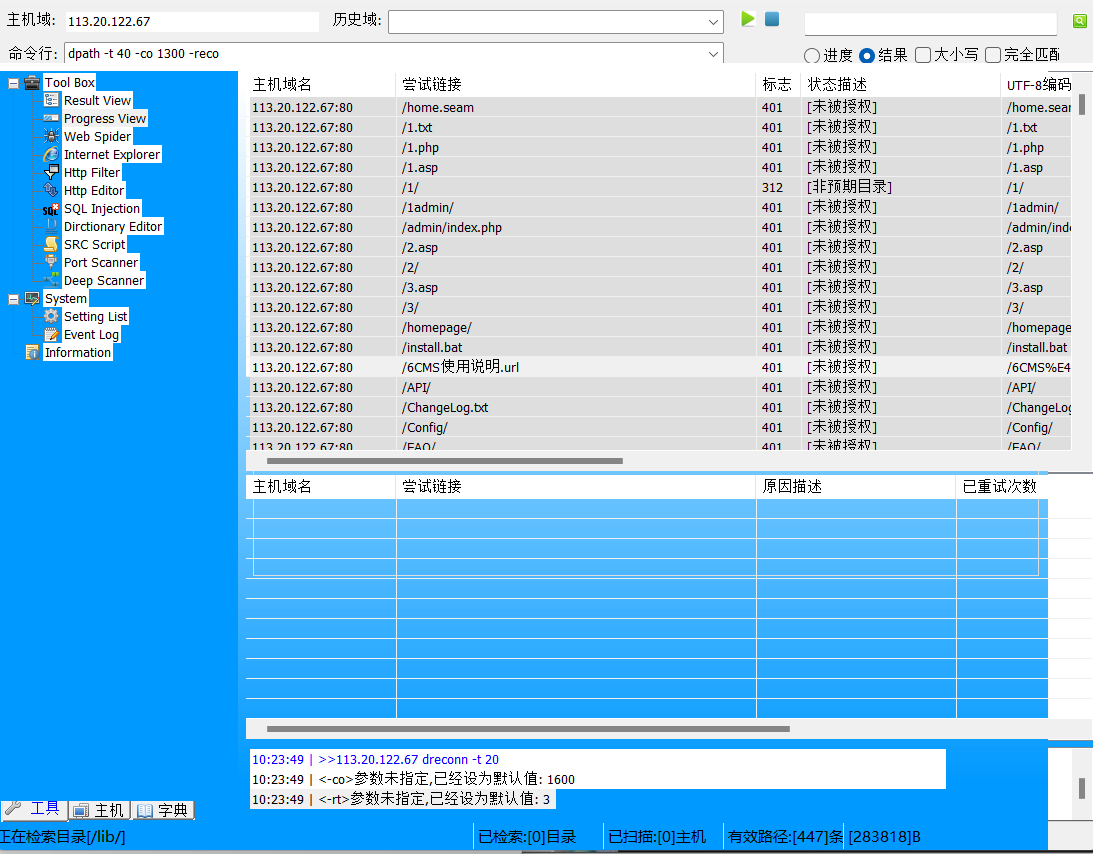 主机域: 113.20.122.67 历史域:
命令行: dpath -t 40 -co 1300 -reco 进度 结果 大小写 完全匹配
Tool Box
Result View
Progress View
Web Spider
Internet Explorer
Http Filter
Http Editor
SQL Injection
Dirctionary Editor
SRC Script
Port Scanner
Deep Scanner
System
Setting List
Event Log
Information
主机域名 尝试链接 标志 状态描述 UTF-8编码
113.20.122.67:80 /home.seam 401 [未被授权] /home.sear
113.20.122.67:80 /1.txt 401 [未被授权] /1.txt
113.20.122.67:80 /1.php 401 [未被授权] /1.php
113.20.122.67:80 /1.asp 401 [未被授权] /1.asp
113.20.122.67:80 /1/ 312 [非预期目录] /1/
113.20.122.67:80 /1admin/ 401 [未被授权] /1admin/
113.20.122.67:80 /admin/index.php 401 [未被授权] /admin/inde
113.20.122.67:80 /2.asp 401 [未被授权] /2.asp
113.20.122.67:80 /2/ 401 [未被授权] /2/
113.20.122.67:80 /3.asp 401 [未被授权] /3.asp
113.20.122.67:80 /3/ 401 [未被授权] /3/
113.20.122.67:80 /homepage/ 401 [未被授权] /homepage
113.20.122.67:80 /install.bat 401 [未被授权] /install.bat
113.20.122.67:80 /6CMS使用说明.url 401 [未被授权] /6CMS%E4
113.20.122.67:80 /API/ 401 [未被授权] /API/
113.20.122.67:80 /ChangeLog.txt 401 [未被授权] /ChangeLog
113.20.122.67:80 /Config/ 401 [未被授权] /Config/
113.20.122.67:80 /FAQ/ 401 [未被授权] /FAQ/
主机域名 尝试链接 原因描述 已重试次数
10:23:49 | >>113.20.122.67 dreconn -t 20
10:23:49 | <-co>参数未指定,已经设为默认值: 1600
10:23:49 | <-rt>参数未指定,已经设为默认值: 3
工具 主机 字典
正在检索目录[/lib/] 已检索:[0]目录 已扫描:[0]主机 有效路径:[447]条 [283818]B